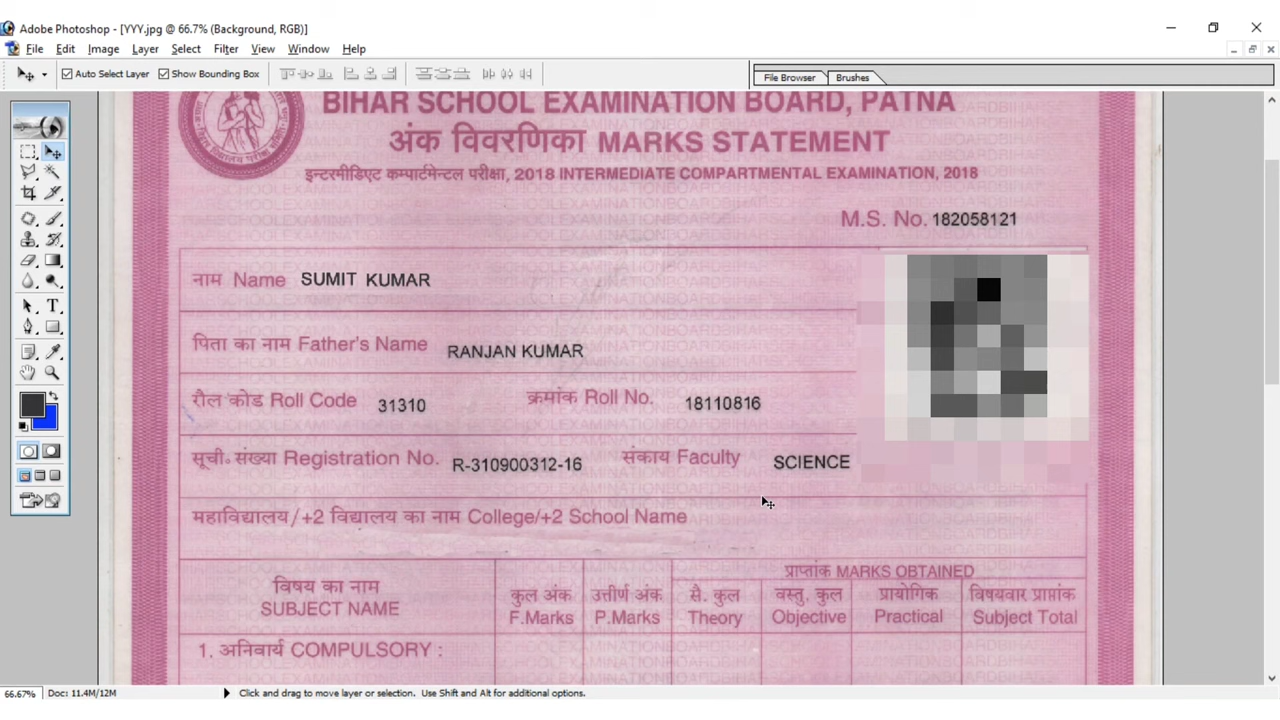 Adobe Photoshop - [YYY.jpg @ 66.7% (Background, RGB)]
File Edit Image Layer Select Filter View Window Help
Auto Select Layer Show Bounding Box File Browser Brushes
BIHAR SCHOOL EXAMINATION BOARD, PATNA
अंक विवरणिका MARKS STATEMENT
इन्टरमीडिएट कम्पार्टमेन्टल परीक्षा, 2018 INTERMEDIATE COMPARTMENTAL EXAMINATION, 2018
M.S. No. 182058121
नाम Name SUMIT KUMAR
पिता का नाम Father's Name RANJAN KUMAR
रौल कोड Roll Code 31310 क्रमांक Roll No. 18110816
सूची० संख्या Registration No. R-310900312-16 संकाय Faculty SCIENCE
महाविद्यालय/+2 विद्यालय का नाम College/+2 School Name
प्राप्तांक MARKS OBTAINED
विषय का नाम कुल अंक उत्तीर्ण अंक सै. कुल वस्तु. कुल प्रायोगिक विषयवार प्राप्तांक
SUBJECT NAME F.Marks P.Marks Theory Objective Practical Subject Total
1. अनिवार्य COMPULSORY :
66.67% Doc: 11.4M/12M Click and drag to move layer or selection. Use Shift and Alt for additional options.